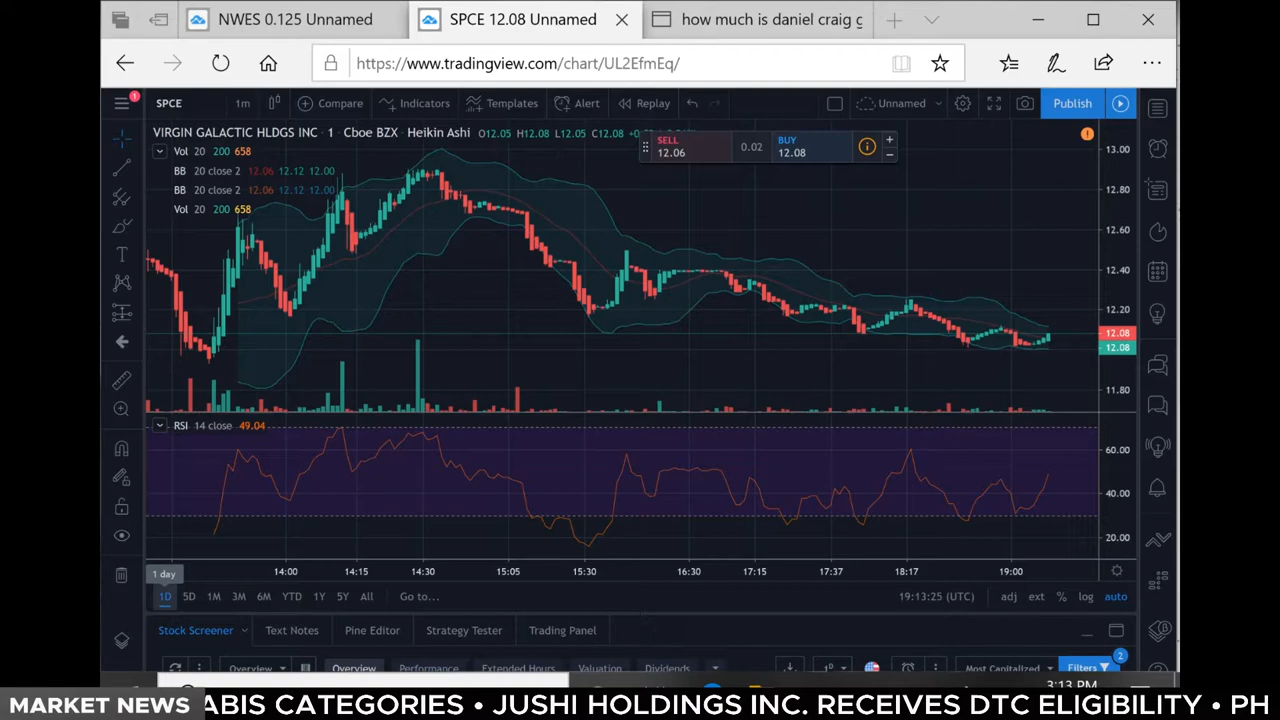 NWES 0.125 Unnamed
SPCE 12.08 Unnamed
how much is daniel craig g
https://www.tradingview.com/chart/UL2EfmEq/
1
SPCE 1m Compare Indicators Templates Alert Replay Unnamed Publish
VIRGIN GALACTIC HLDGS INC · 1 · Cboe BZX · Heikin Ashi O12.05 H12.08 L12.05 C12.08
SELL
12.06
0.02
BUY
12.08
Vol 20 200 658
BB 20 close 2 12.06 12.12 12.00
BB 20 close 2 12.06 12.12 12.00
Vol 20 200 658
13.00
12.80
12.60
12.40
12.20
12.08
12.08
11.80
RSI 14 close 49.04
60.00
40.00
20.00
14:00 14:15 14:30 15:05 15:30 16:30 17:15 17:37 18:17 19:00
1 day
1D 5D 1M 3M 6M YTD 1Y 5Y All Go to... 19:13:25 (UTC) adj ext % log auto
Stock Screener Text Notes Pine Editor Strategy Tester Trading Panel
2
Overview Overview Performance Extended Hours Valuation Dividends 1D Most Capitalized Filters
3:13 PM
MARKET NEWS ABIS CATEGORIES • JUSHI HOLDINGS INC. RECEIVES DTC ELIGIBILITY • PH